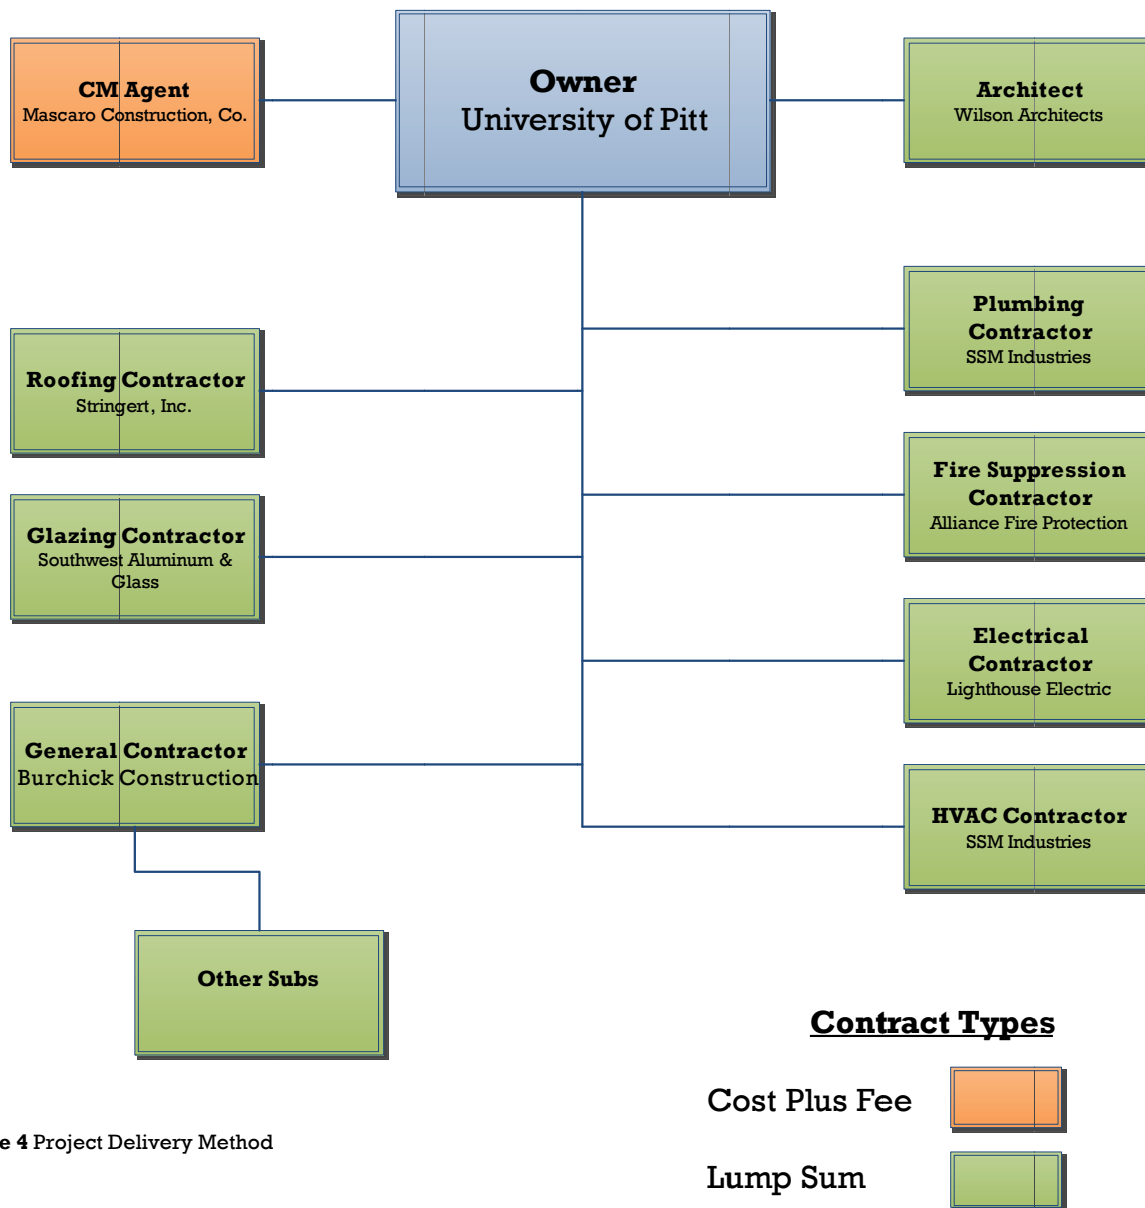 CM Agent
Mascaro Construction, Co.
Owner
University of Pitt
Architect
Wilson Architects
Roofing Contractor
Stringert, Inc.
Glazing Contractor
Southwest Aluminum &
Glass
General Contractor
Burchick Construction
Other Subs
Plumbing
Contractor
SSM Industries
Fire Suppression
Contractor
Alliance Fire Protection
Electrical
Contractor
Lighthouse Electric
HVAC Contractor
SSM Industries
Contract Types
Cost Plus Fee
Lump Sum
e 4 Project Delivery Method